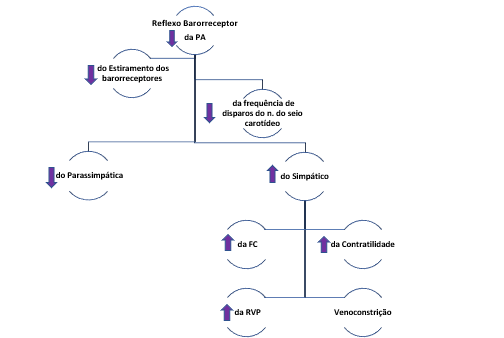 Reflexo Barorreceptor
da PA
do Estiramento dos
barorreceptores
da frequência de
disparos do n. do seio
carotídeo
do Parassimpática
do Simpático
da FC
da Contratilidade
da RVP
Venoconstrição